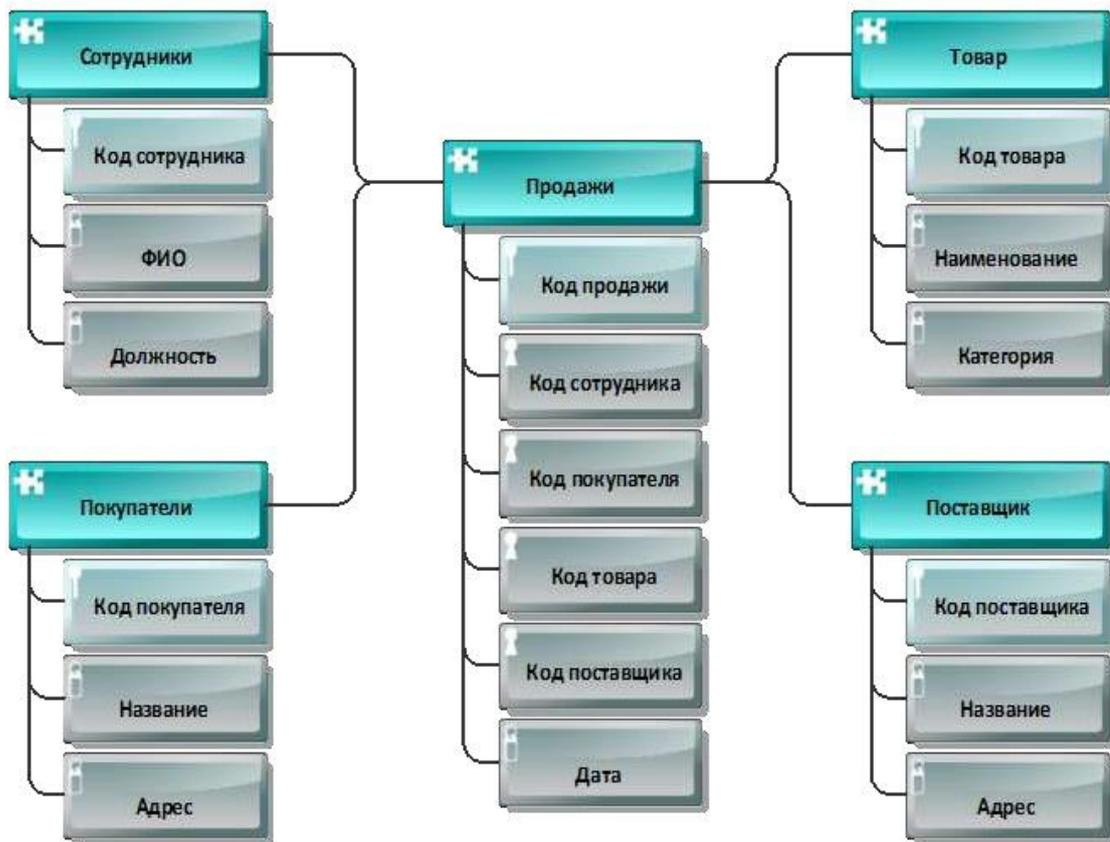 Сотрудники
Код сотрудника
ФИО
Должность
Покупатели
Код покупателя
Название
Адрес
Продажи
Код продажи
Код сотрудника
Код покупателя
Код товара
Код поставщика
Дата
Товар
Код товара
Наименование
Категория
Поставщик
Код поставщика
Название
Адрес